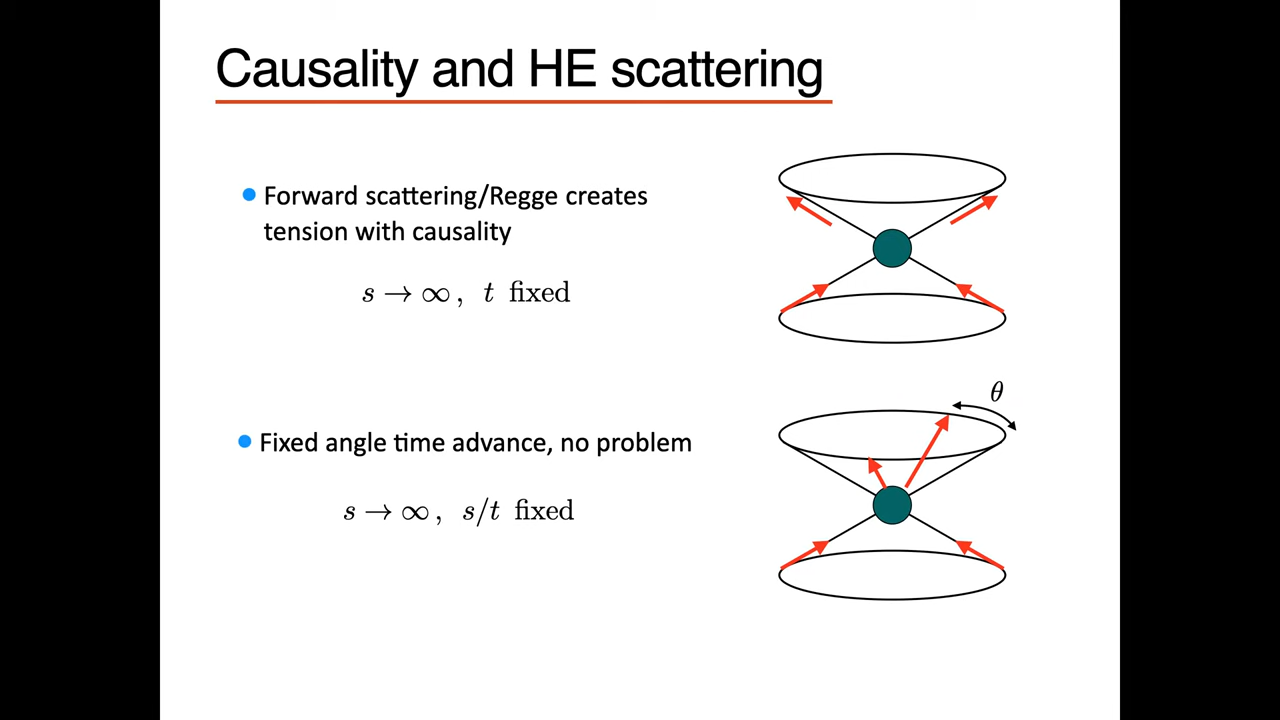 Causality and HE scattering
Forward scattering/Regge creates
tension with causality
s → ∞ , t fixed
θ
Fixed angle time advance, no problem
s → ∞ , s/t fixed